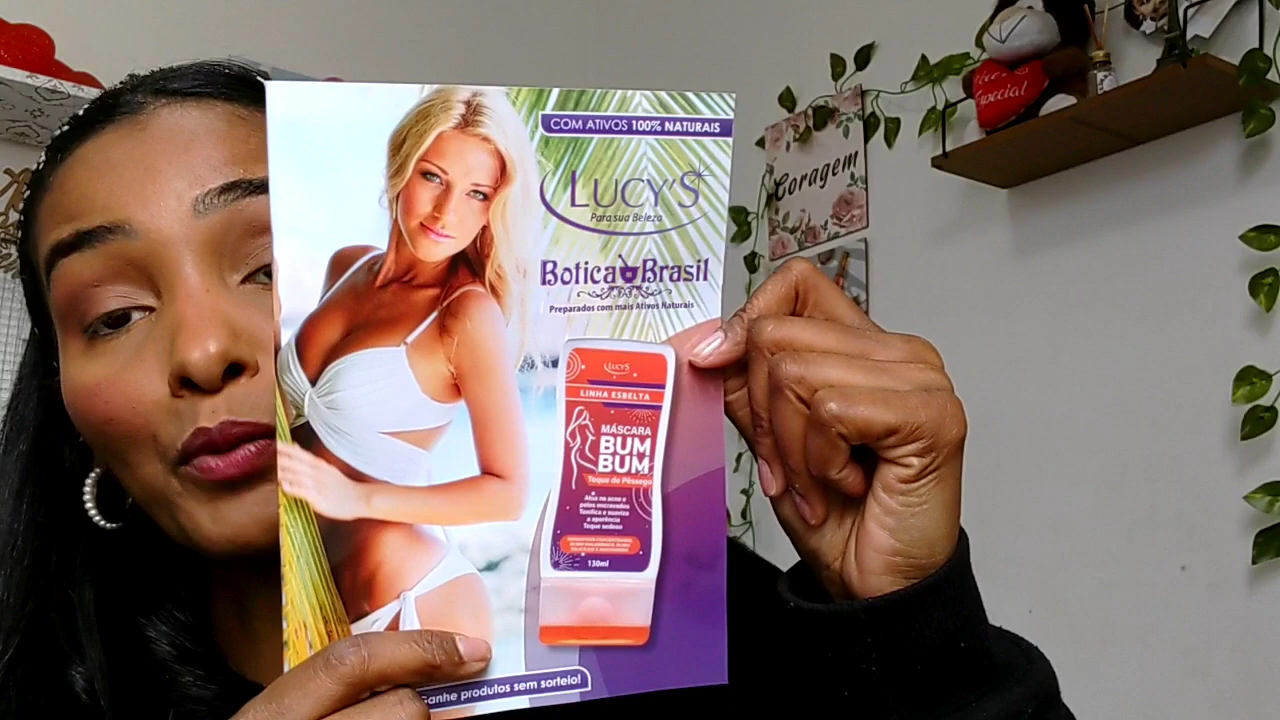 COM ATIVOS 100% NATURAIS
LUCY'S
Para sua Beleza
Botica Brasil
Preparados com mais Ativos Naturais
LUCY'S
LINHA ESBELTA
MÁSCARA
BUM
BUM
Toque de Pêssego
Atua na acne e
pelos encravados
Tonifica e suaviza
a aparência
Toque sedoso
130ml
Ganhe produtos sem sorteio!
Coragem
Especial